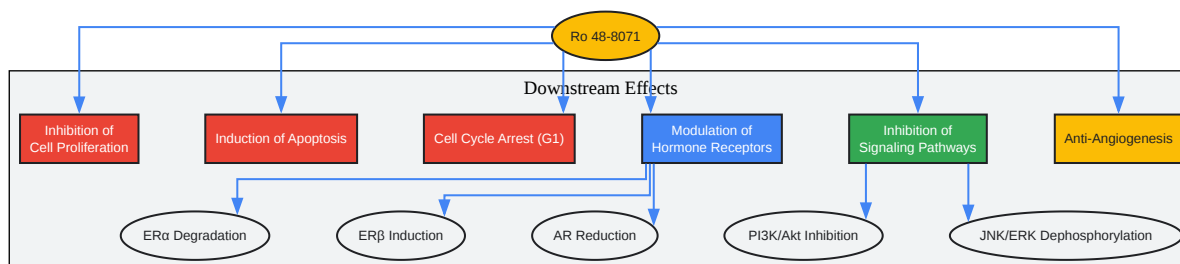 Ro 48-8071
Downstream Effects
Inhibition of
Cell Proliferation
Induction of Apoptosis
Cell Cycle Arrest (G1)
Modulation of
Hormone Receptors
Inhibition of
Signaling Pathways
Anti-Angiogenesis
ERα Degradation
ERβ Induction
AR Reduction
PI3K/Akt Inhibition
JNK/ERK Dephosphorylation